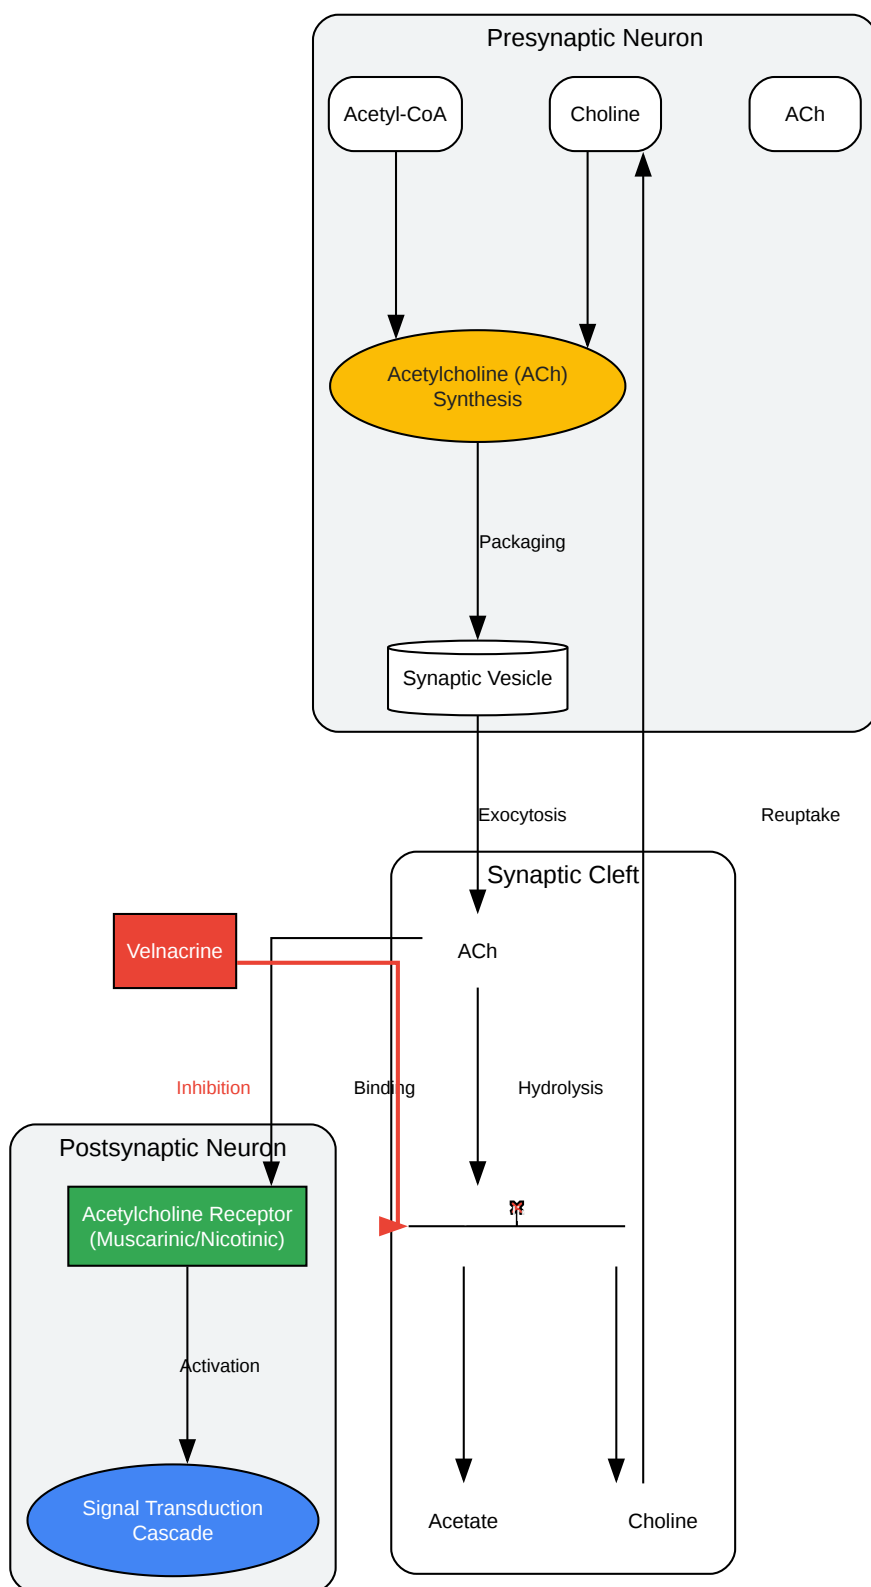 Presynaptic Neuron
Acetyl-CoA
Choline
ACh
Acetylcholine (ACh)
Synthesis
Packaging
Synaptic Vesicle
Exocytosis
Reuptake
Synaptic Cleft
Velnacrine
ACh
Inhibition
Binding
Hydrolysis
Postsynaptic Neuron
Acetylcholine Receptor
(Muscarinic/Nicotinic)
Activation
Signal Transduction
Cascade
Acetate
Choline